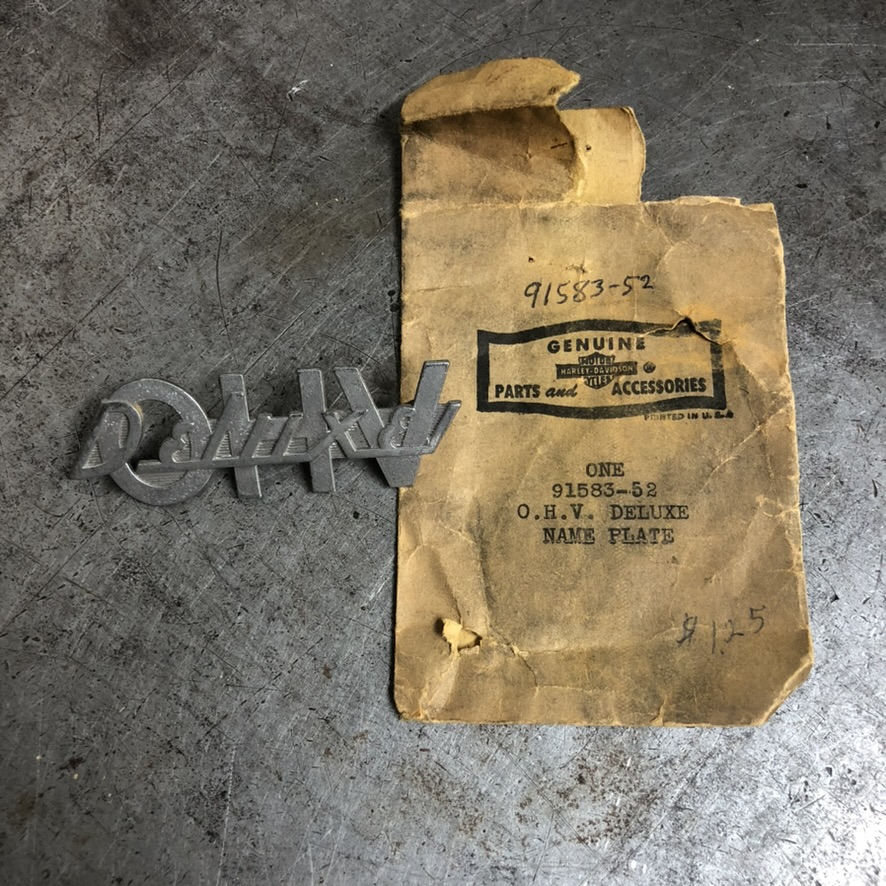 91583-52
GENUINE
MOTOR
HARLEY-DAVIDSON
CYCLES
PARTS and ACCESSORIES
PRINTED IN U. S. A
ONE
91583-52
O.H.V. DELUXE
NAME PLATE
$1.25
OHV
Deluxe